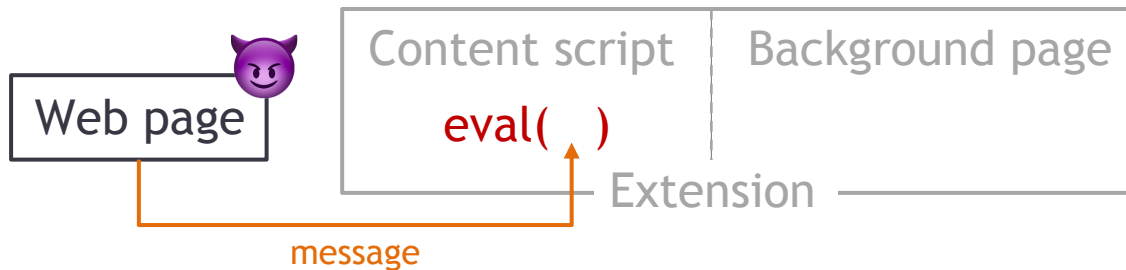 Content script
Background page
Web page
eval( )
Extension
message